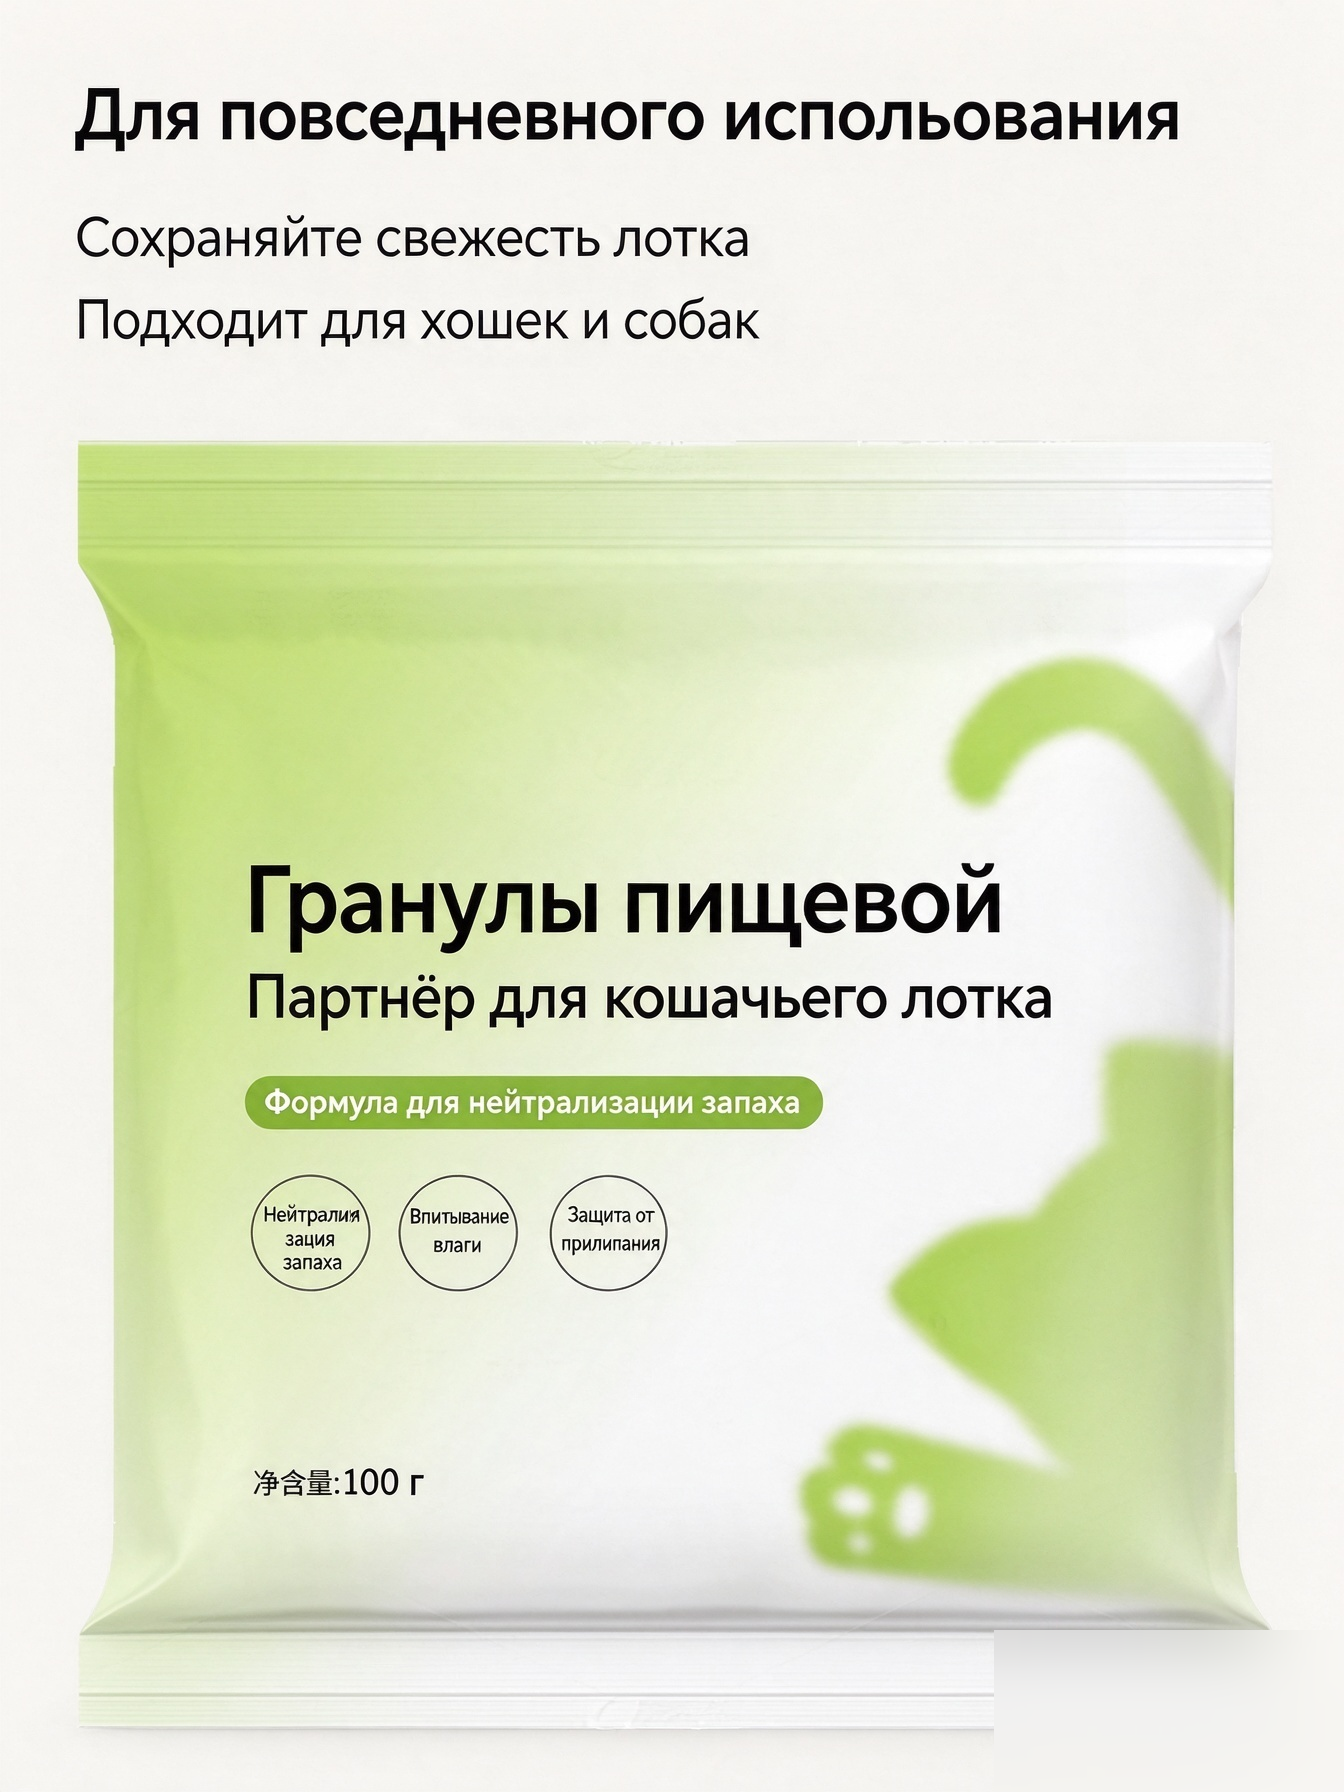 Для повседневного испольования
Сохраняйте свежесть лотка
Подходит для хошек и собак
Гранулы пищевой
Партнёр для кошачьего лотка
Формула для нейтрализации запаха
Нейтралия
зация
запаха
Впитывание
влаги
Защита от
прилипания
净含量:100 г